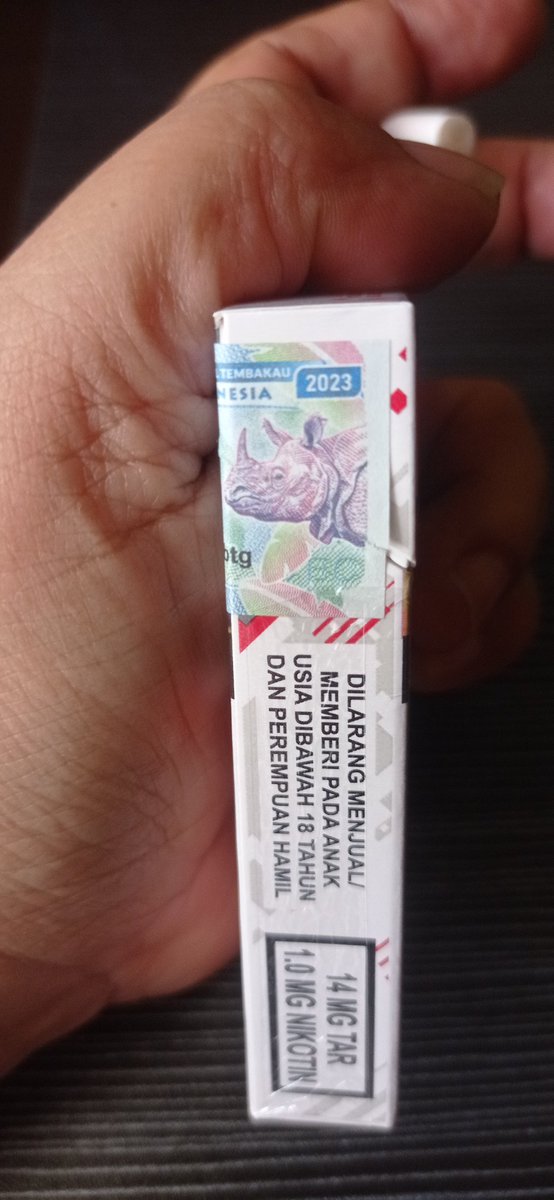 TEMBAKAU
2023
NESIA
btg
DILARANG MENJUAL/
MEMBERI PADA ANAK
USIA DIBAWAH 18 TAHUN
DAN PEREMPUAN HAMIL
14 MG TAR
1.0 MG NIKOTIN